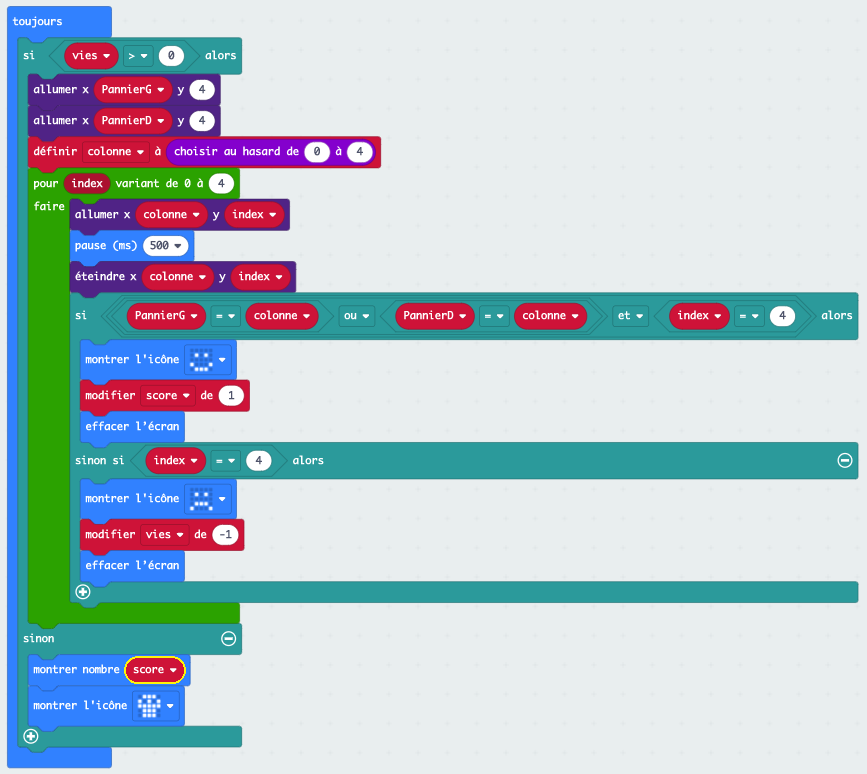 toujours
si vies > 0 alors
allumer x PannierG y 4
allumer x PannierD y 4
définir colonne à choisir au hasard de 0 à 4
pour index variant de 0 à 4
faire
allumer x colonne y index
pause (ms) 500
éteindre x colonne y index
si PannierG = colonne ou PannierD = colonne et index = 4 alors
montrer l'icône
modifier score de 1
effacer l’écran
sinon si index = 4 alors
montrer l'icône
modifier vies de -1
effacer l’écran
sinon
montrer nombre score
montrer l'icône